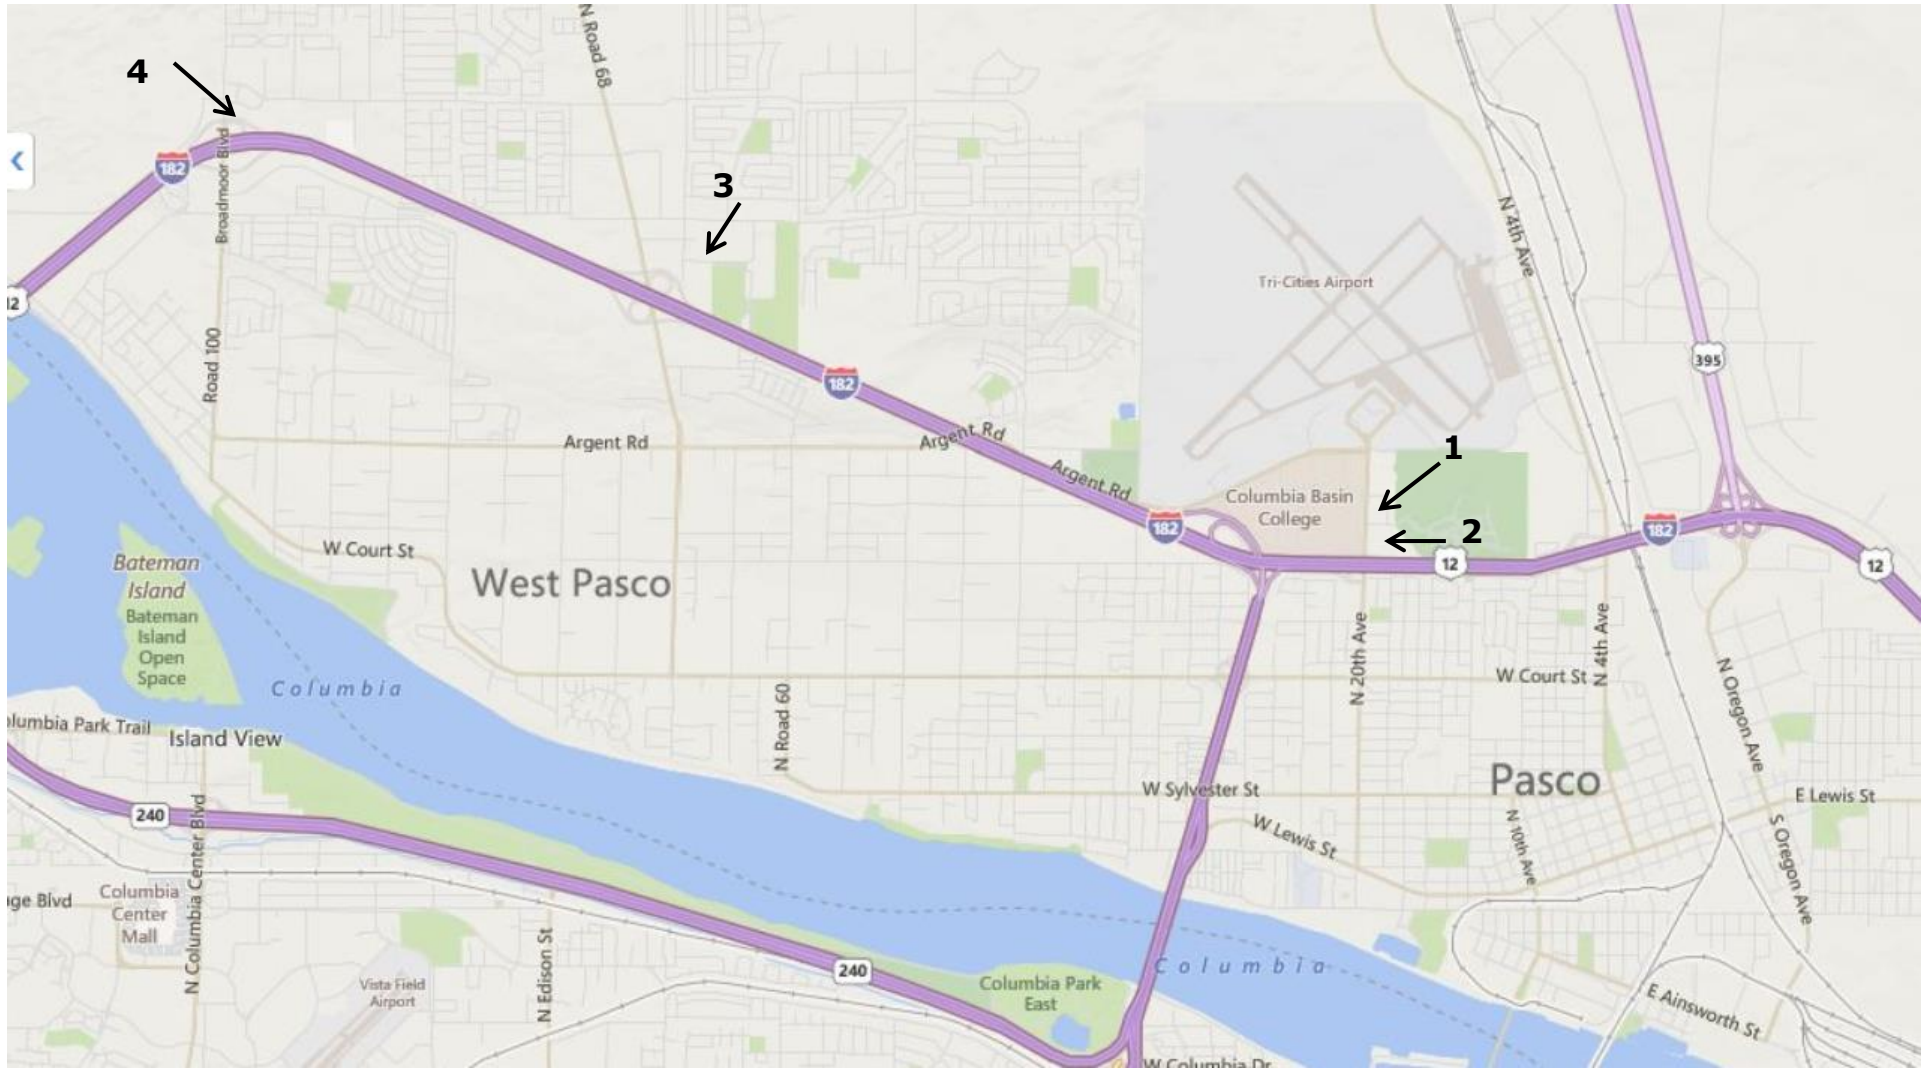 N Road 68
4
Broadmoor Blvd
182
3
N 4th Ave
Tri-Cities Airport
12
Road 100
395
182
Argent Rd
Argent Rd
Argent Rd
1
Columbia Basin
College
182
2
182
12
12
W Court St
Bateman
Island
Bateman
Island
Open
Space
West Pasco
N 20th Ave
N 4th Ave
W Court St
Columbia
N Oregon Ave
N Road 60
olumbia Park Trail
Island View
Pasco
W Sylvester St
E Lewis St
240
N Columbia Center Blvd
W Lewis St
N 10th Ave
S Oregon Ave
ge Blvd
Columbia
Center
Mall
N Edison St
240
Columbia
Vista Field
Airport
Columbia Park
East
E Ainsworth St
W Columbia Dr